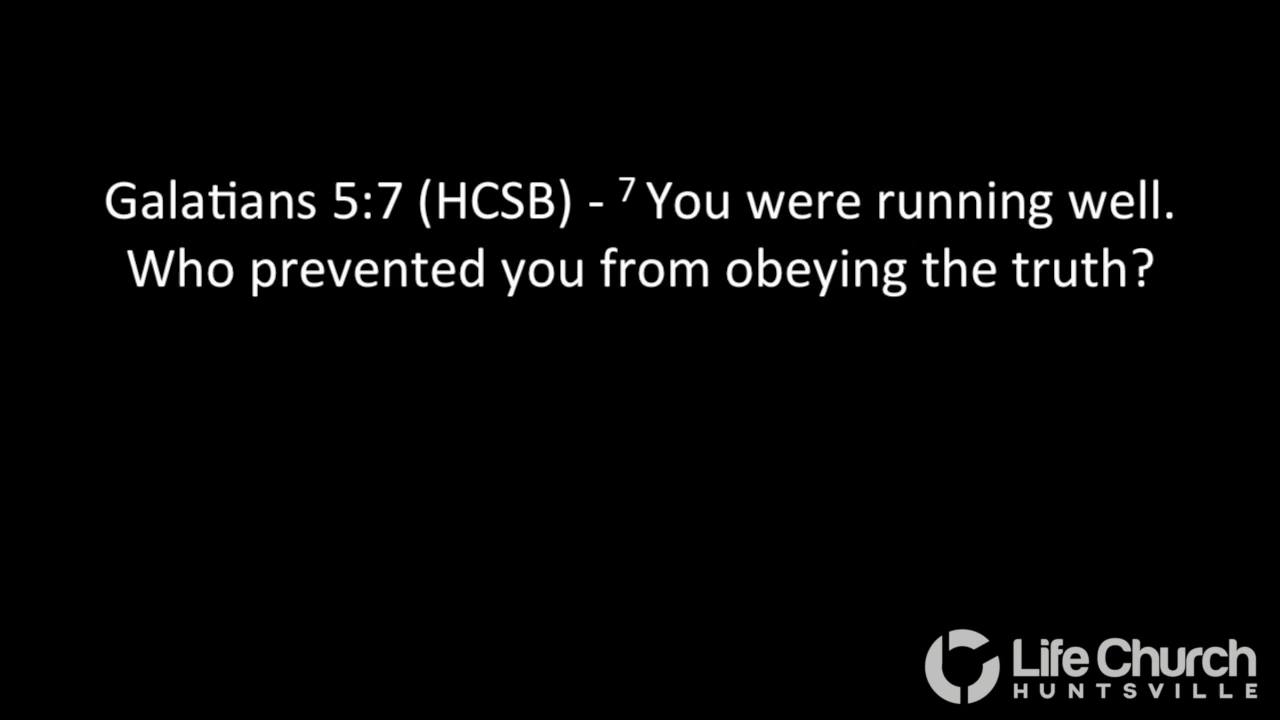 Galatians 5:7 (HCSB) - ⁷ You were running well.
Who prevented you from obeying the truth?
Life Church
HUNTSVILLE